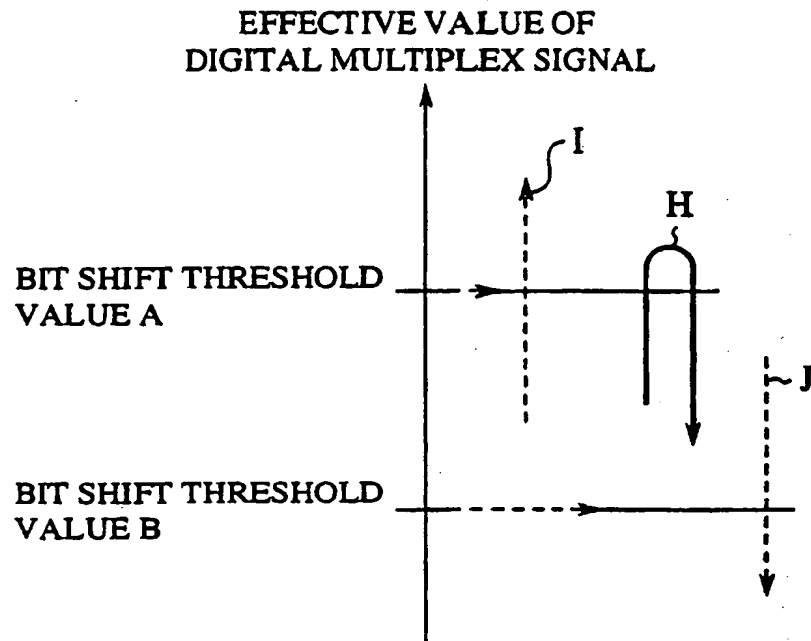 EFFECTIVE VALUE OF
DIGITAL MULTIPLEX SIGNAL
I
H
BIT SHIFT THRESHOLD
VALUE A
J
BIT SHIFT THRESHOLD
VALUE B